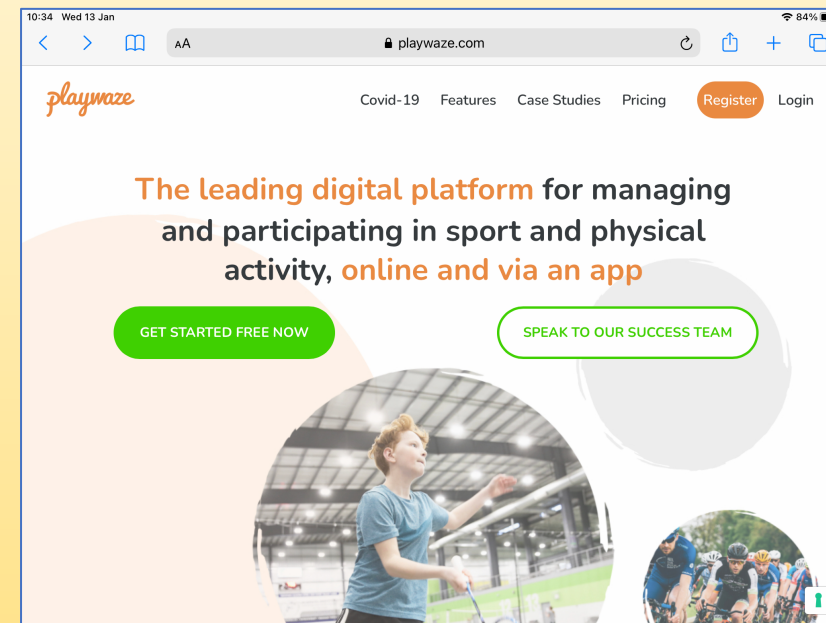 10:34 Wed 13 Jan 84%
AA playwaze.com
playwaze Covid-19 Features Case Studies Pricing Register Login
The leading digital platform for managing
and participating in sport and physical
activity, online and via an app
GET STARTED FREE NOW SPEAK TO OUR SUCCESS TEAM